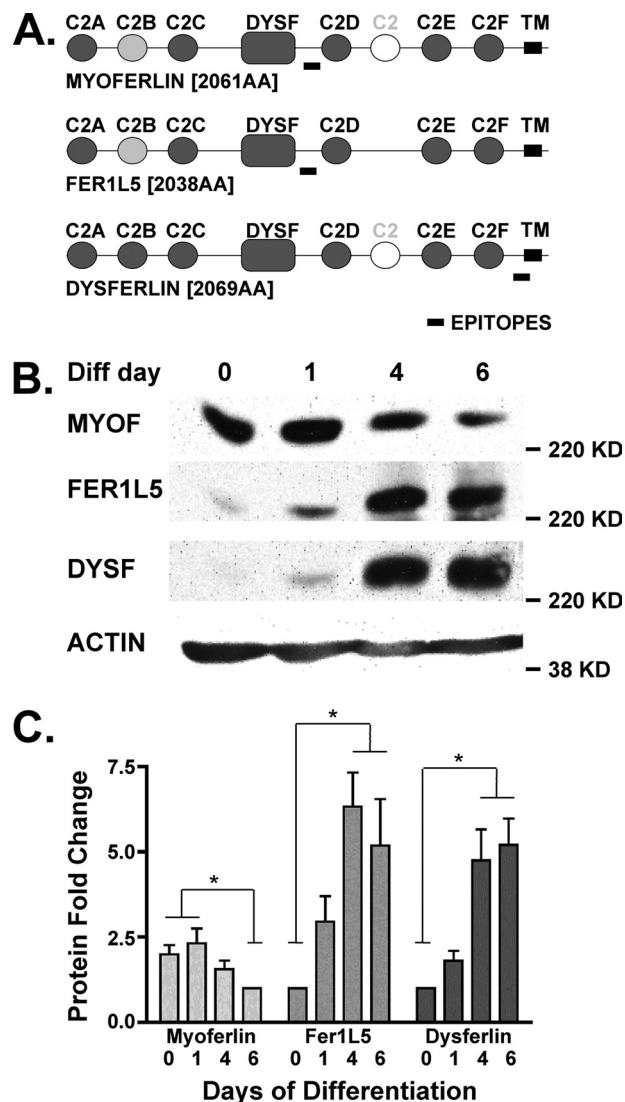 A.
C2A C2B C2C DYSF C2D C2 C2E C2F TM
MYOFERLIN [2061AA]
C2A C2B C2C DYSF C2D C2E C2F TM
FER1L5 [2038AA]
C2A C2B C2C DYSF C2D C2 C2E C2F TM
DYSFERLIN [2069AA]
EPITOPES
B. Diff day 0 1 4 6
MYOF
220 KD
FER1L5
220 KD
DYSF
220 KD
ACTIN
38 KD
C.
* * *
Protein Fold Change
7.5
5.0
2.5
0.0
Myoferlin Fer1L5 Dysferlin
0 1 4 6 0 1 4 6 0 1 4 6
Days of Differentiation